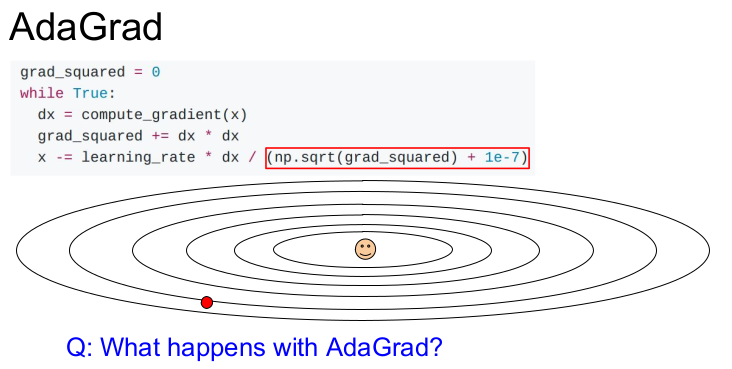 AdaGrad
grad_squared = 0
while True:
  dx = compute_gradient(x)
  grad_squared += dx * dx
  x -= learning_rate * dx / (np.sqrt(grad_squared) + 1e-7)
Q: What happens with AdaGrad?